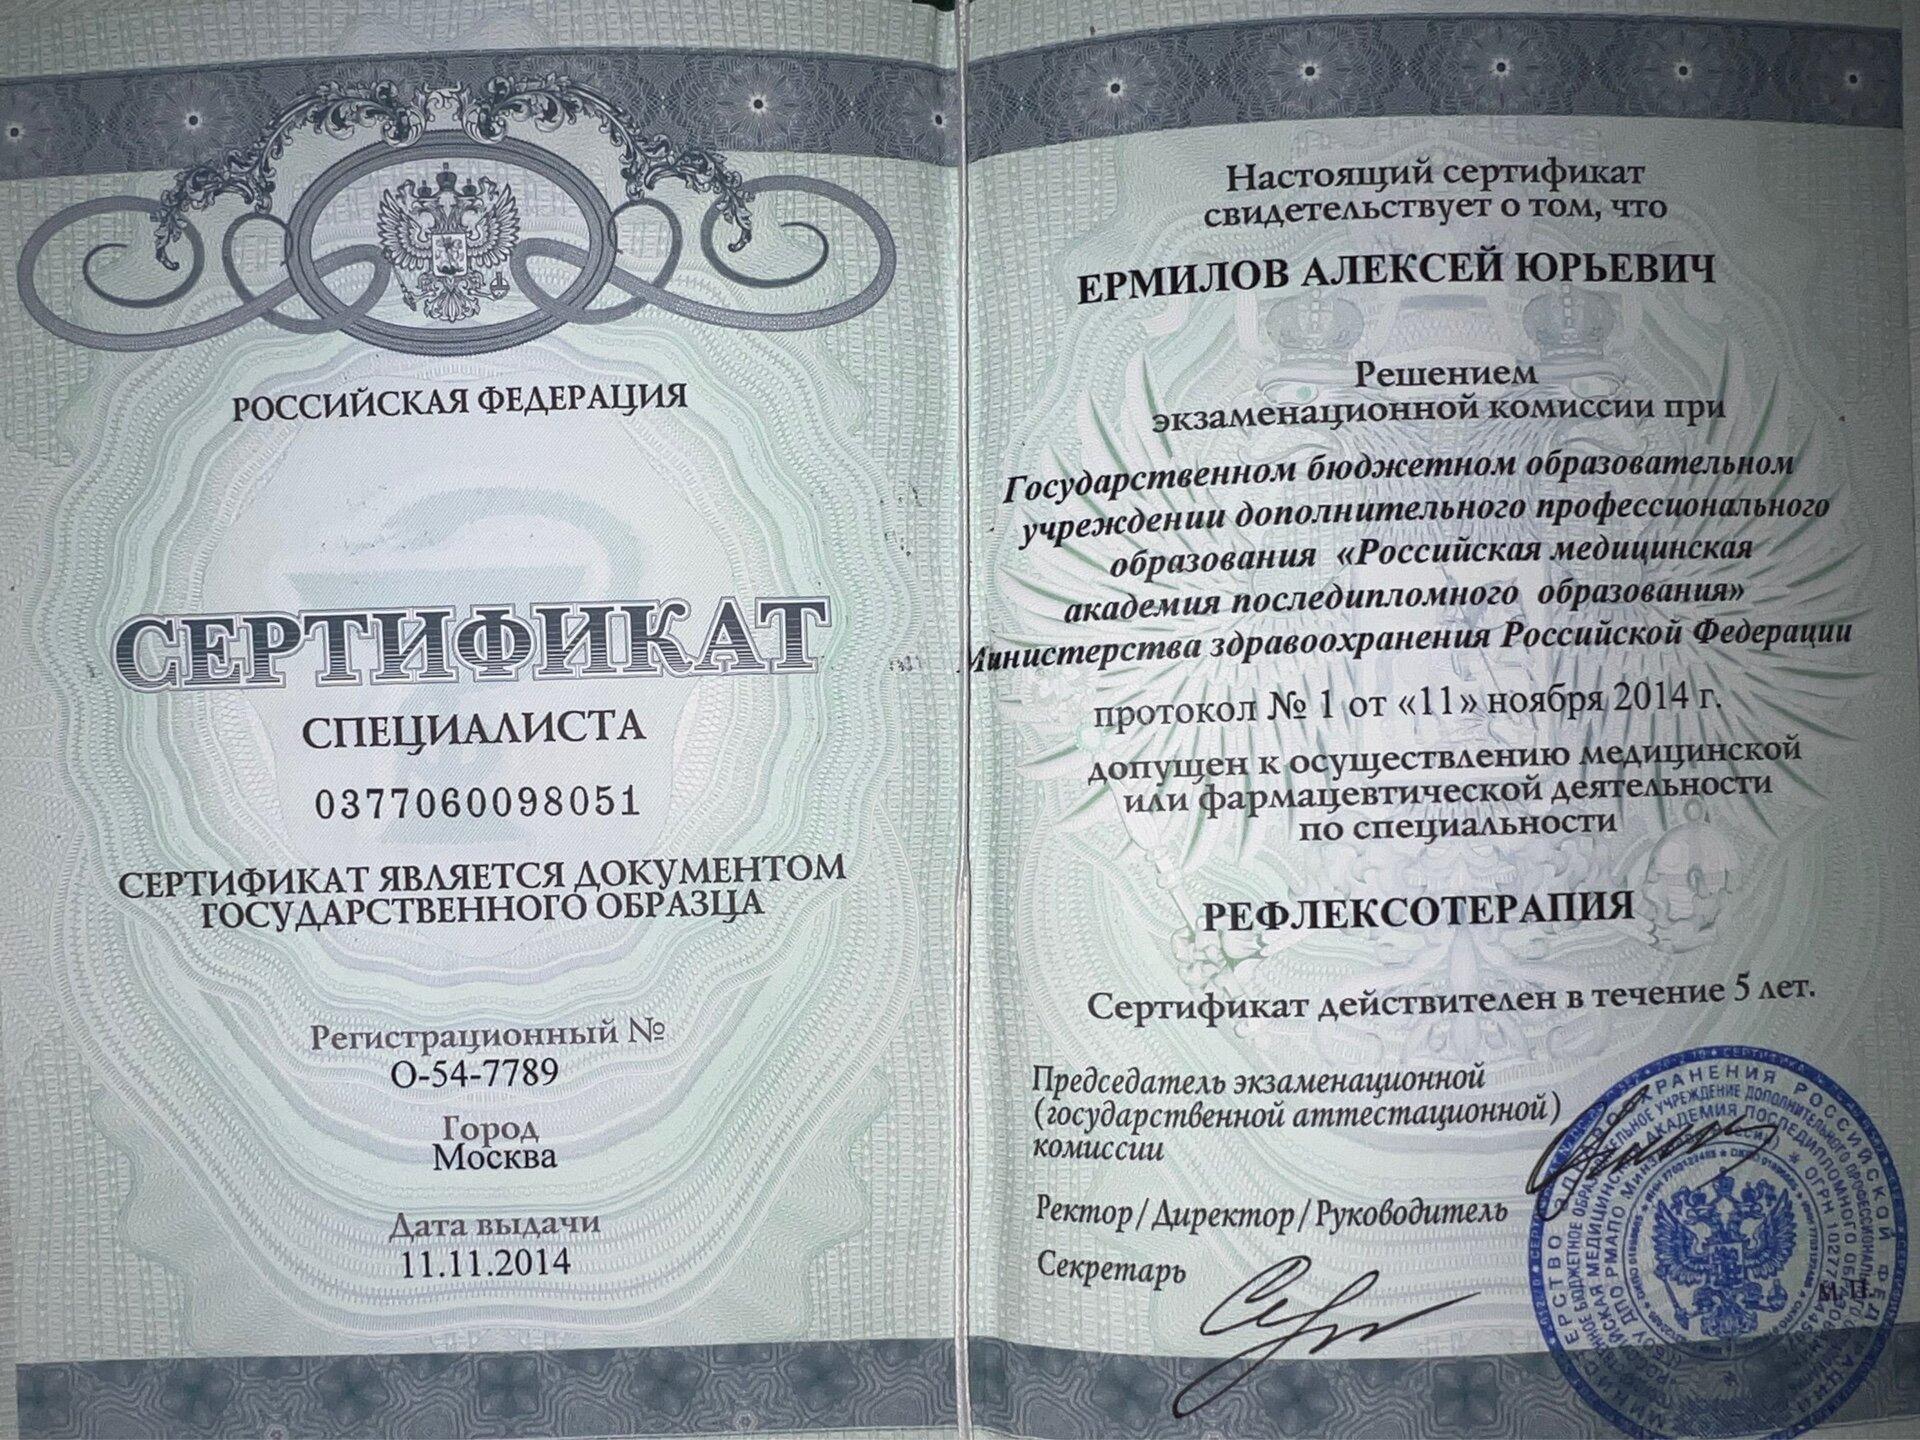 РОССИЙСКАЯ ФЕДЕРАЦИЯ
СЕРТИФИКАТ
СПЕЦИАЛИСТА
0377060098051
СЕРТИФИКАТ ЯВЛЯЕТСЯ ДОКУМЕНТОМ
ГОСУДАРСТВЕННОГО ОБРАЗЦА
Регистрационный №
О-54-7789
Город
Москва
Дата выдачи
11.11.2014
Настоящий сертификат
свидетельствует о том, что
ЕРМИЛОВ АЛЕКСЕЙ ЮРЬЕВИЧ
Решением
экзаменационной комиссии при
Государственном бюджетном образовательном
учреждении дополнительного профессионального
образования «Российская медицинская
академия последипломного образования»
Министерства здравоохранения Российской Федерации
протокол № 1 от «11» ноября 2014 г.
допущен к осуществлению медицинской
или фармацевтической деятельности
по специальности
РЕФЛЕКСОТЕРАПИЯ
Сертификат действителен в течение 5 лет.
Председатель экзаменационной
(государственной аттестационной)
комиссии
Ректор / Директор / Руководитель
Секретарь
М.П.